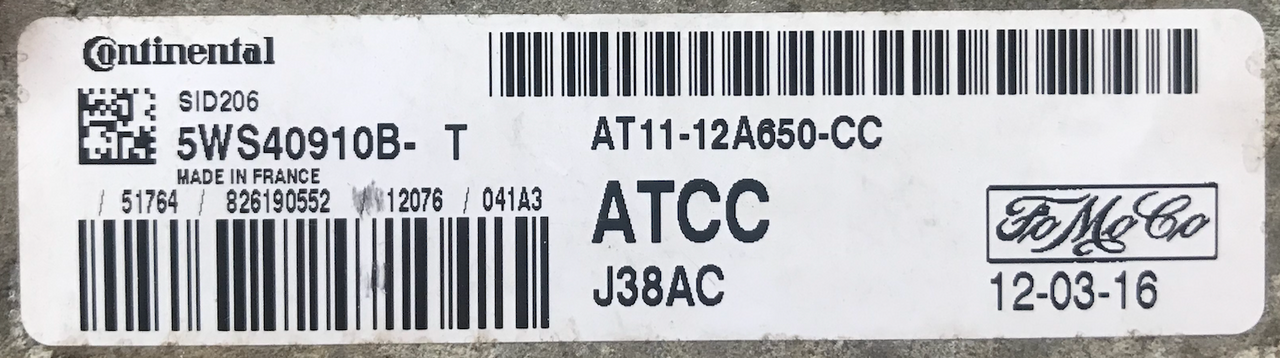 Continental
SID206
5WS40910B- T
MADE IN FRANCE
/ 51764 / 826190552 / 12076 / 041A3
AT11-12A650-CC
ATCC
J38AC
FoMoCo
12-03-16